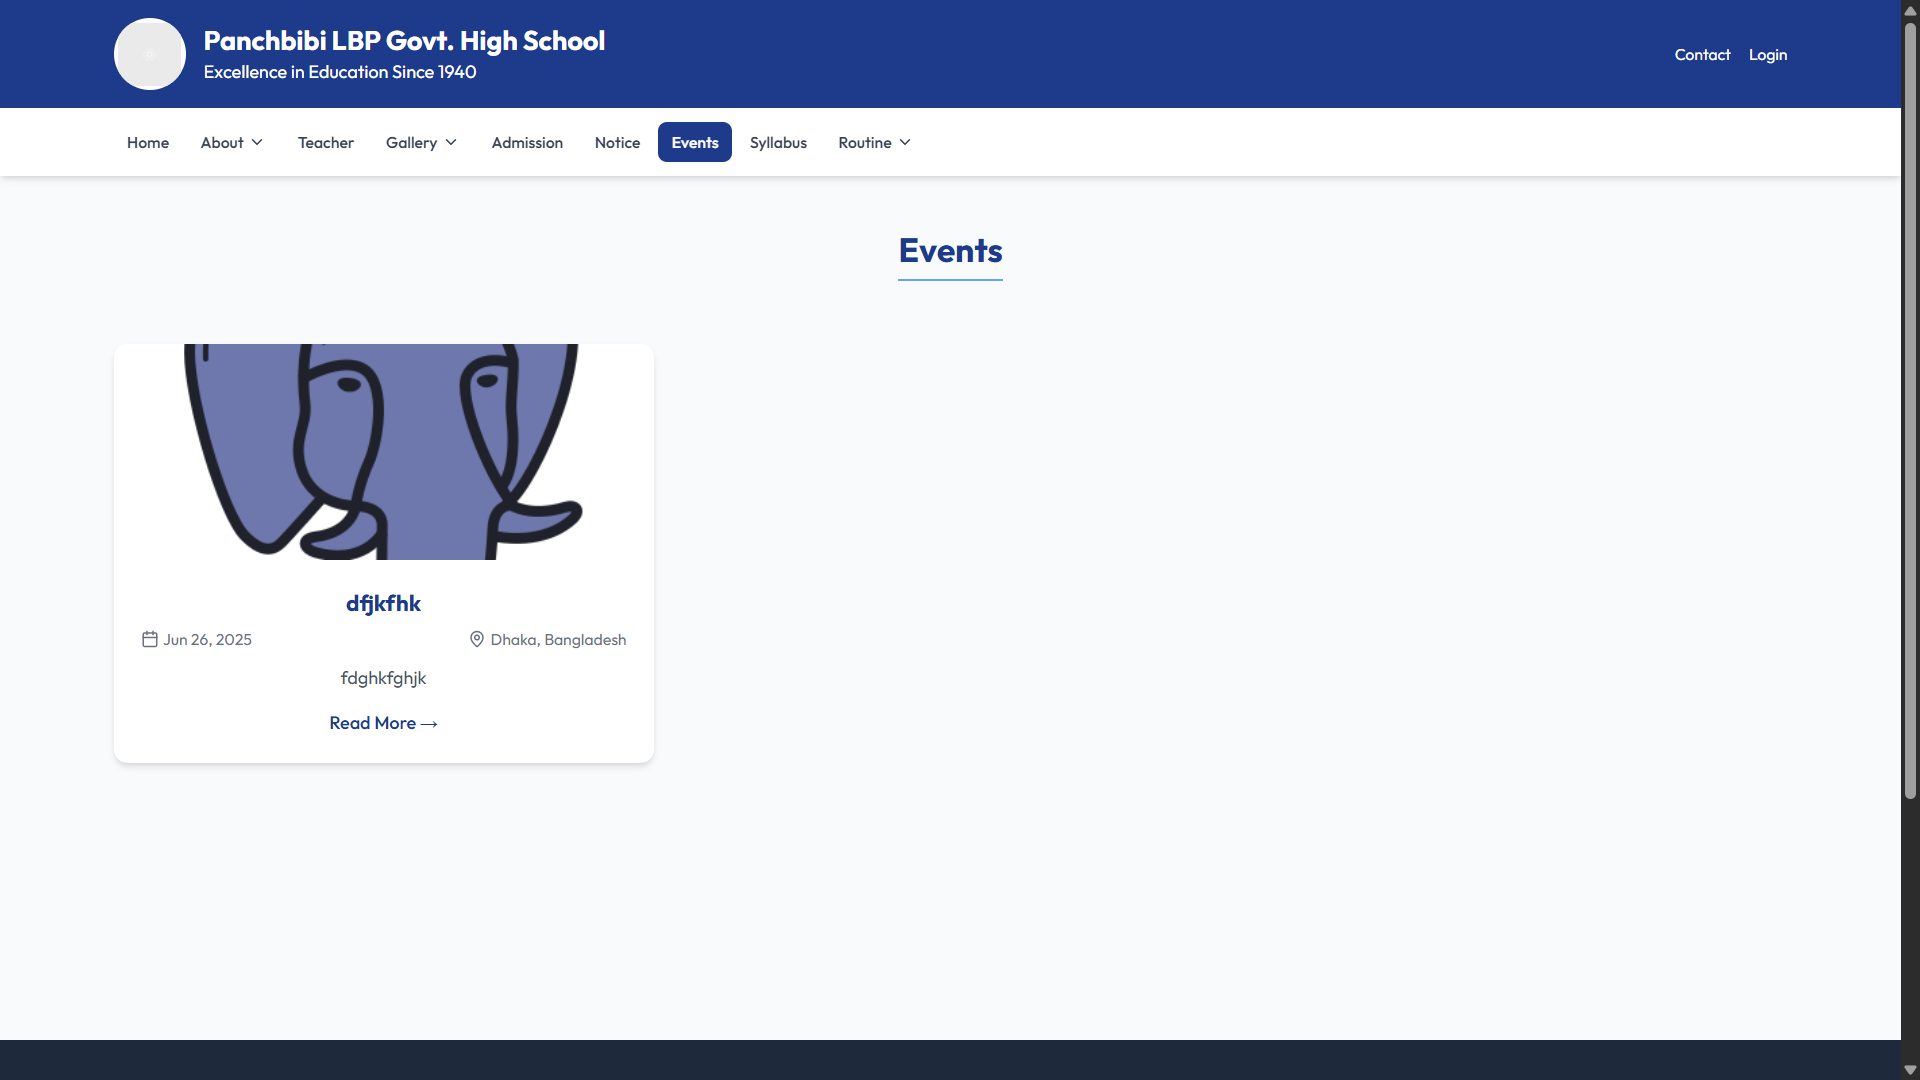 Panchbibi LBP Govt. High School
Excellence in Education Since 1940
Contact Login
Home About Teacher Gallery Admission Notice Events Syllabus Routine
Events
dfjkfhk
Jun 26, 2025 Dhaka, Bangladesh
fdghkfghjk
Read More →